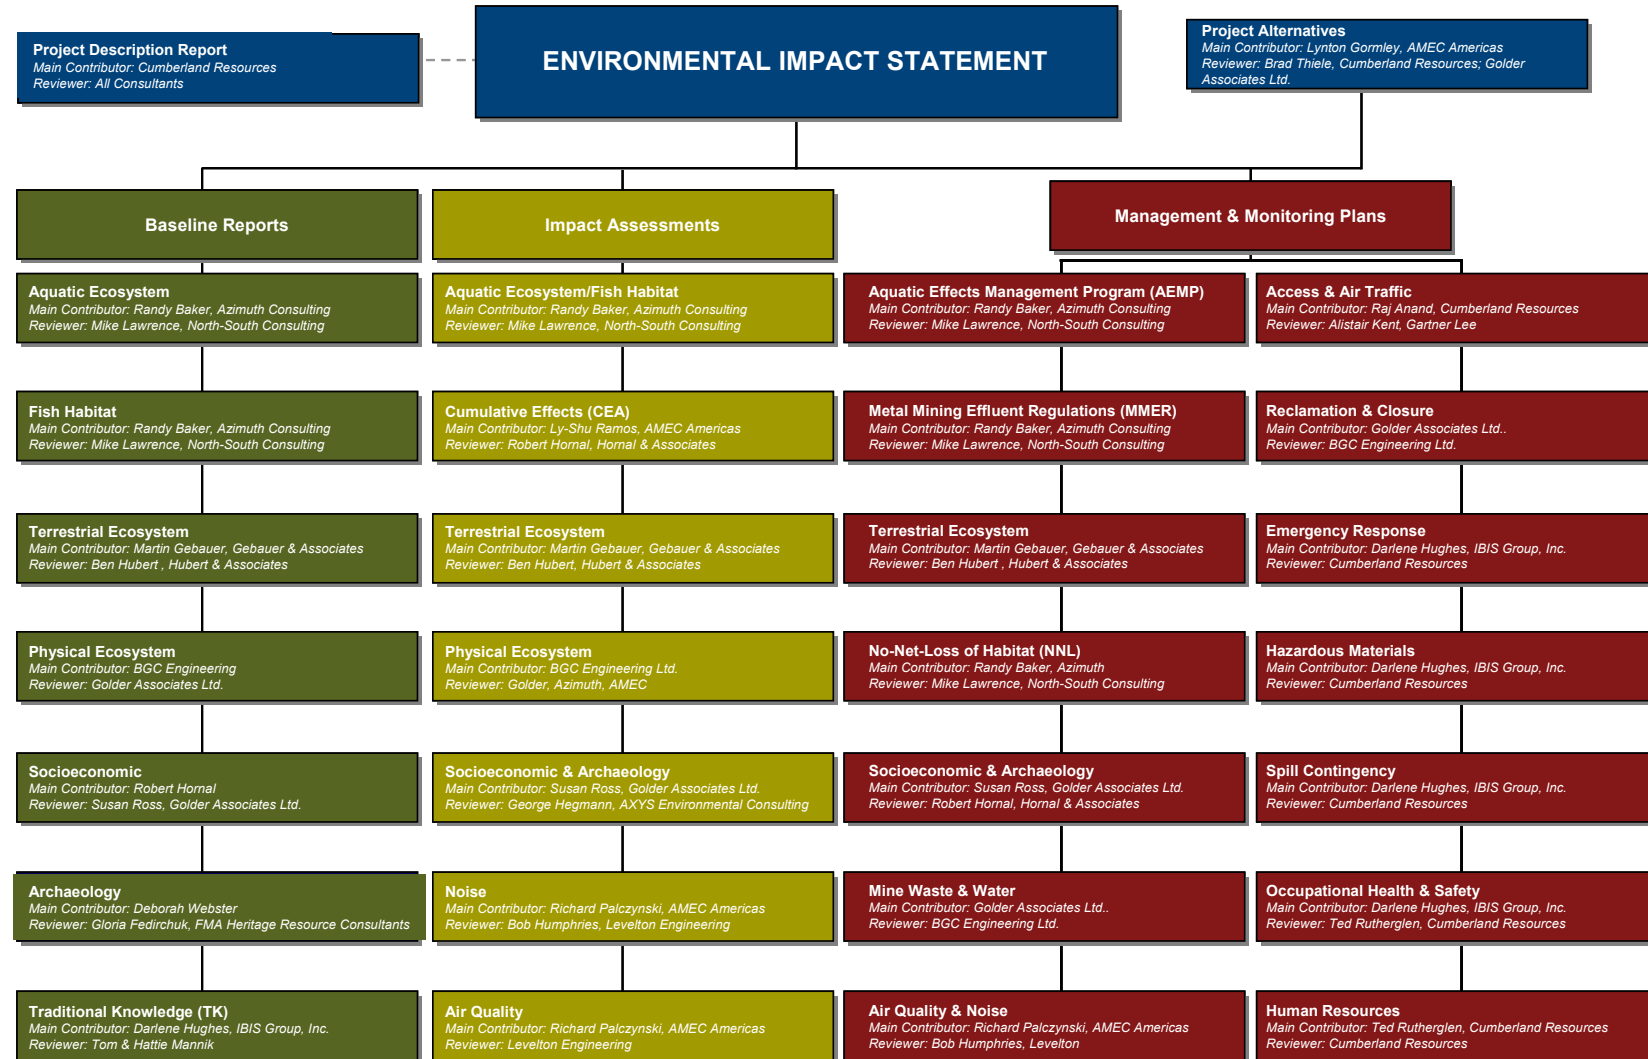 Project Description Report
Main Contributor: Cumberland Resources
Reviewer: All Consultants
ENVIRONMENTAL IMPACT STATEMENT
Project Alternatives
Main Contributor: Lynton Gormley, AMEC Americas
Reviewer: Brad Thiele, Cumberland Resources; Golder
Associates Ltd.
Baseline Reports
Aquatic Ecosystem
Main Contributor: Randy Baker, Azimuth Consulting
Reviewer: Mike Lawrence, North-South Consulting
Fish Habitat
Main Contributor: Randy Baker, Azimuth Consulting
Reviewer: Mike Lawrence, North-South Consulting
Terrestrial Ecosystem
Main Contributor: Martin Gebauer, Gebauer & Associates
Reviewer: Ben Hubert , Hubert & Associates
Physical Ecosystem
Main Contributor: BGC Engineering
Reviewer: Golder Associates Ltd.
Socioeconomic
Main Contributor: Robert Hornal
Reviewer: Susan Ross, Golder Associates Ltd.
Archaeology
Main Contributor: Deborah Webster
Reviewer: Gloria Fedirchuk, FMA Heritage Resource Consultants
Traditional Knowledge (TK)
Main Contributor: Darlene Hughes, IBIS Group, Inc.
Reviewer: Tom & Hattie Mannik
Impact Assessments
Aquatic Ecosystem/Fish Habitat
Main Contributor: Randy Baker, Azimuth Consulting
Reviewer: Mike Lawrence, North-South Consulting
Cumulative Effects (CEA)
Main Contributor: Ly-Shu Ramos, AMEC Americas
Reviewer: Robert Hornal, Hornal & Associates
Terrestrial Ecosystem
Main Contributor: Martin Gebauer, Gebauer & Associates
Reviewer: Ben Hubert, Hubert & Associates
Physical Ecosystem
Main Contributor: BGC Engineering Ltd.
Reviewer: Golder, Azimuth, AMEC
Socioeconomic & Archaeology
Main Contributor: Susan Ross, Golder Associates Ltd.
Reviewer: George Hegmann, AXYS Environmental Consulting
Noise
Main Contributor: Richard Palczynski, AMEC Americas
Reviewer: Bob Humphries, Levelton Engineering
Air Quality
Main Contributor: Richard Palczynski, AMEC Americas
Reviewer: Levelton Engineering
Management & Monitoring Plans
Aquatic Effects Management Program (AEMP)
Main Contributor: Randy Baker, Azimuth Consulting
Reviewer: Mike Lawrence, North-South Consulting
Metal Mining Effluent Regulations (MMER)
Main Contributor: Randy Baker, Azimuth Consulting
Reviewer: Mike Lawrence, North-South Consulting
Terrestrial Ecosystem
Main Contributor: Martin Gebauer, Gebauer & Associates
Reviewer: Ben Hubert , Hubert & Associates
No-Net-Loss of Habitat (NNL)
Main Contributor: Randy Baker, Azimuth
Reviewer: Mike Lawrence, North-South Consulting
Socioeconomic & Archaeology
Main Contributor: Susan Ross, Golder Associates Ltd.
Reviewer: Robert Hornal, Hornal & Associates
Mine Waste & Water
Main Contributor: Golder Associates Ltd..
Reviewer: BGC Engineering Ltd.
Air Quality & Noise
Main Contributor: Richard Palczynski, AMEC Americas
Reviewer: Bob Humphries, Levelton
Access & Air Traffic
Main Contributor: Raj Anand, Cumberland Resources
Reviewer: Alistair Kent, Gartner Lee
Reclamation & Closure
Main Contributor: Golder Associates Ltd..
Reviewer: BGC Engineering Ltd.
Emergency Response
Main Contributor: Darlene Hughes, IBIS Group, Inc.
Reviewer: Cumberland Resources
Hazardous Materials
Main Contributor: Darlene Hughes, IBIS Group, Inc.
Reviewer: Cumberland Resources
Spill Contingency
Main Contributor: Darlene Hughes, IBIS Group, Inc.
Reviewer: Cumberland Resources
Occupational Health & Safety
Main Contributor: Darlene Hughes, IBIS Group, Inc.
Reviewer: Ted Rutherglen, Cumberland Resources
Human Resources
Main Contributor: Ted Rutherglen, Cumberland Resources
Reviewer: Cumberland Resources